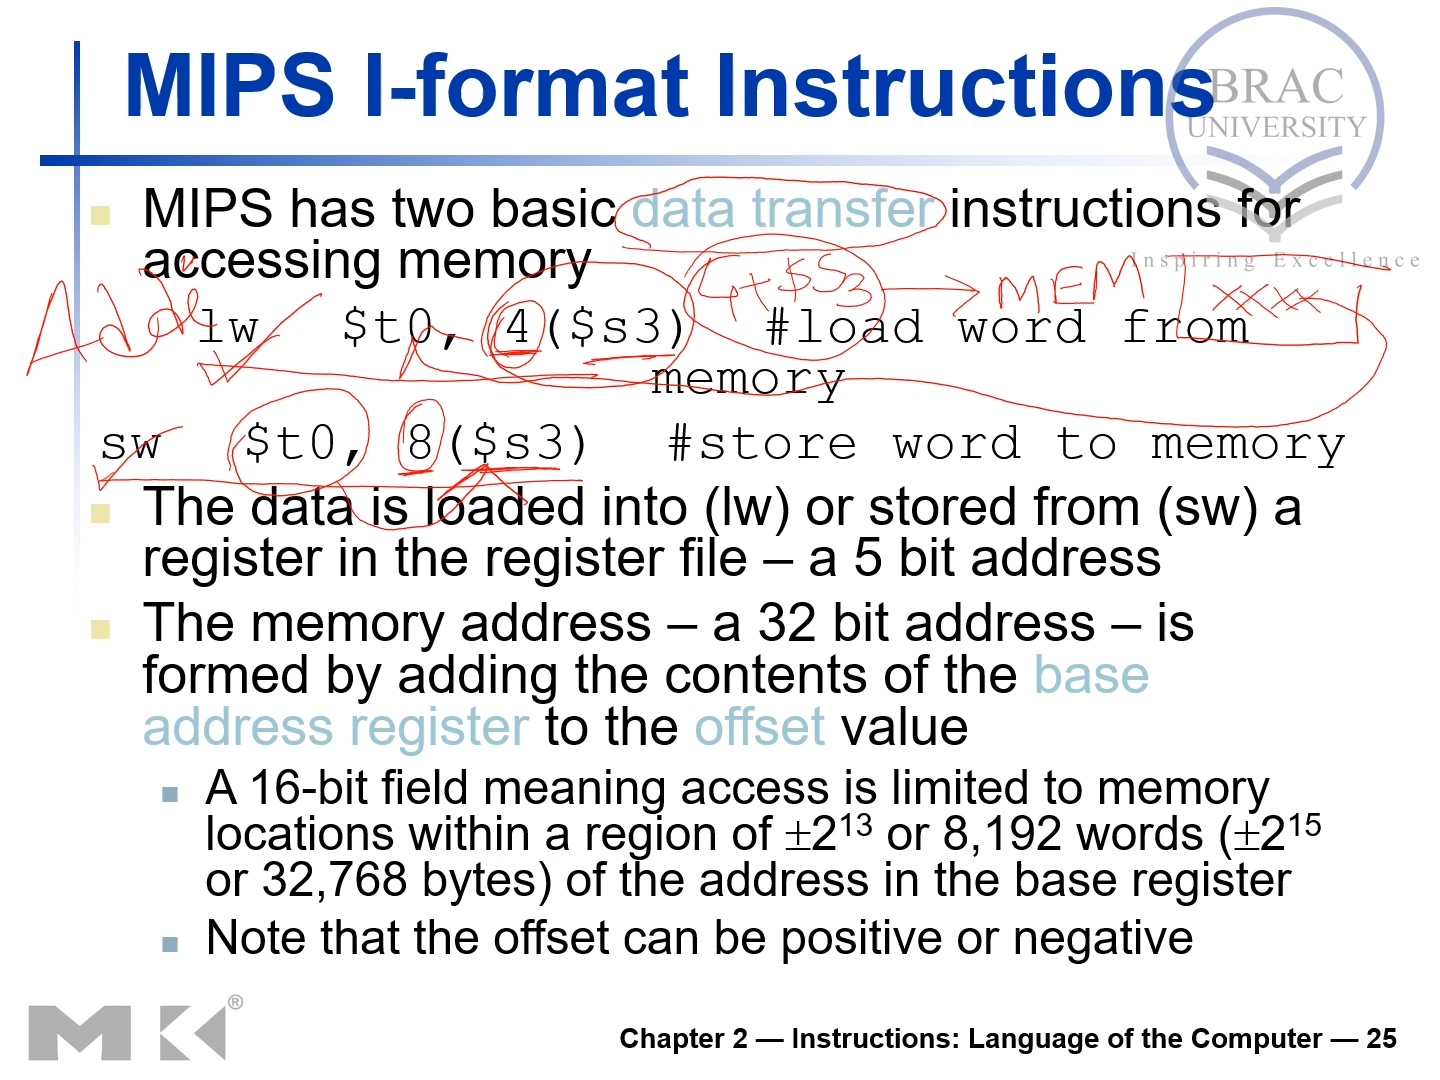 MIPS I-format Instructions
BRAC
UNIVERSITY
Inspiring Excellence
MIPS has two basic data transfer instructions for
accessing memory
4+$S3
MEM
XXXX
lw $t0, 4($s3) #load word from
memory
sw $t0, 8($s3) #store word to memory
The data is loaded into (lw) or stored from (sw) a
register in the register file – a 5 bit address
The memory address – a 32 bit address – is
formed by adding the contents of the base
address register to the offset value
A 16-bit field meaning access is limited to memory
locations within a region of ±2¹³ or 8,192 words (±2¹⁵
or 32,768 bytes) of the address in the base register
Note that the offset can be positive or negative
MK®
Chapter 2 — Instructions: Language of the Computer — 25